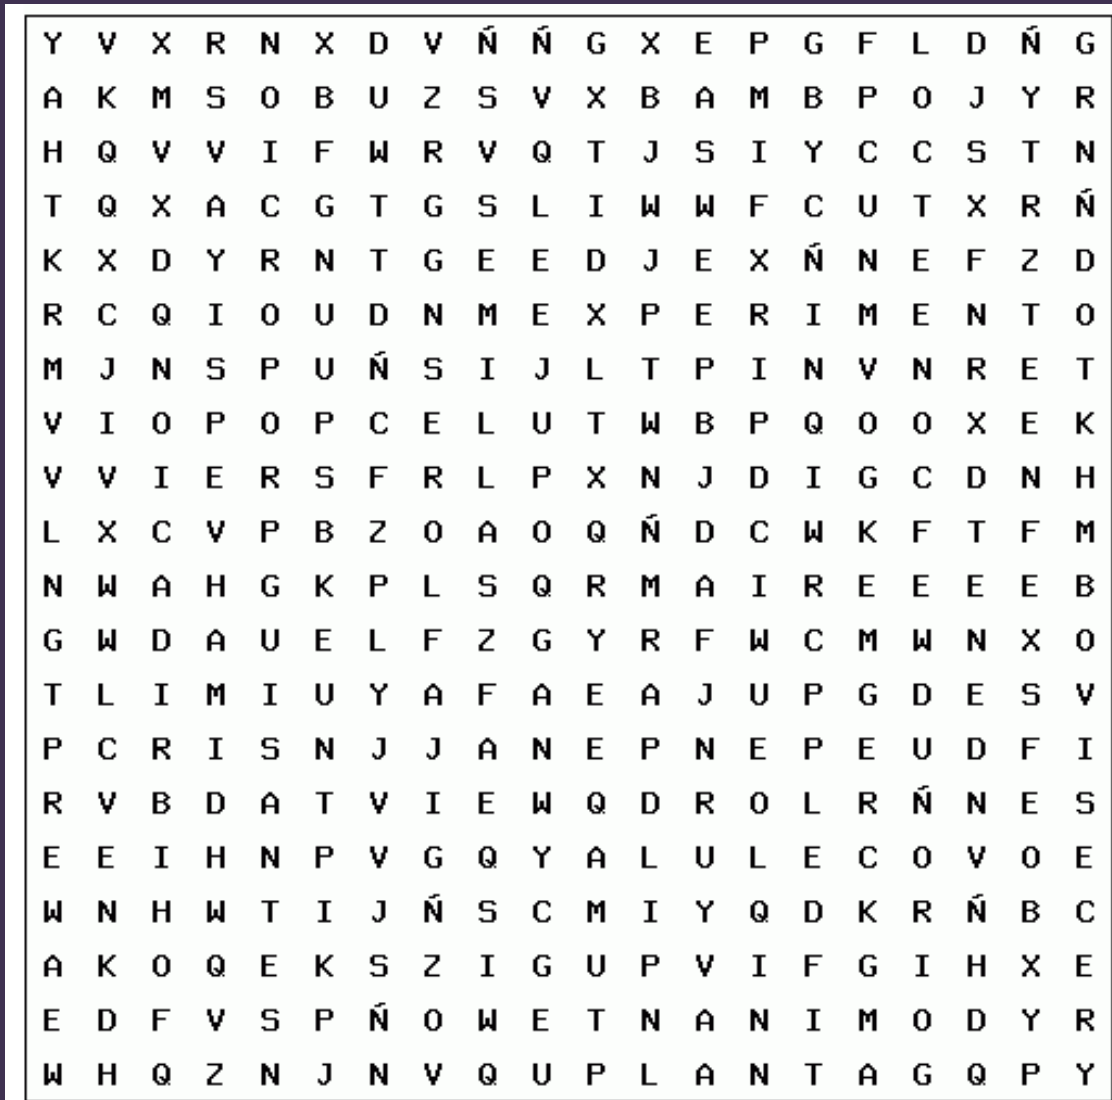 Y V X R N X D V Ñ Ñ G X E P G F L D Ñ G
A K M S O B U Z S V X B A M B P O J Y R
H Q V V I F W R V Q T J S I Y C C S T N
T Q X A C G T G S L I W W F C U T X R Ñ
K X D Y R N T G E E D J E X Ñ N E F Z D
R C Q I O U D N M E X P E R I M E N T O
M J N S P U Ñ S I J L T P I N V N R E T
V I O P O P C E L U T W B P Q O O X E K
V V I E R S F R L P X N J D I G C D N H
L X C V P B Z O A O Q Ñ D C W K F T F M
N W A H G K P L S Q R M A I R E E E E B
G W D A U E L F Z G Y R F W C M W N X O
T L I M I U Y A F A E A J U P G D E S V
P C R I S N J J A N E P N E P E U D F I
R V B D A T V I E W Q D R O L R Ñ N E S
E E I H N P V G Q Y A L U L E C O V O E
W N H W T I J Ñ S C M I Y Q D K R Ñ B C
A K O Q E K S Z I G U P V I F G I H X E
E D F V S P Ñ O W E T N A N I M O D Y R
W H Q Z N J N V Q U P L A N T A G Q P Y